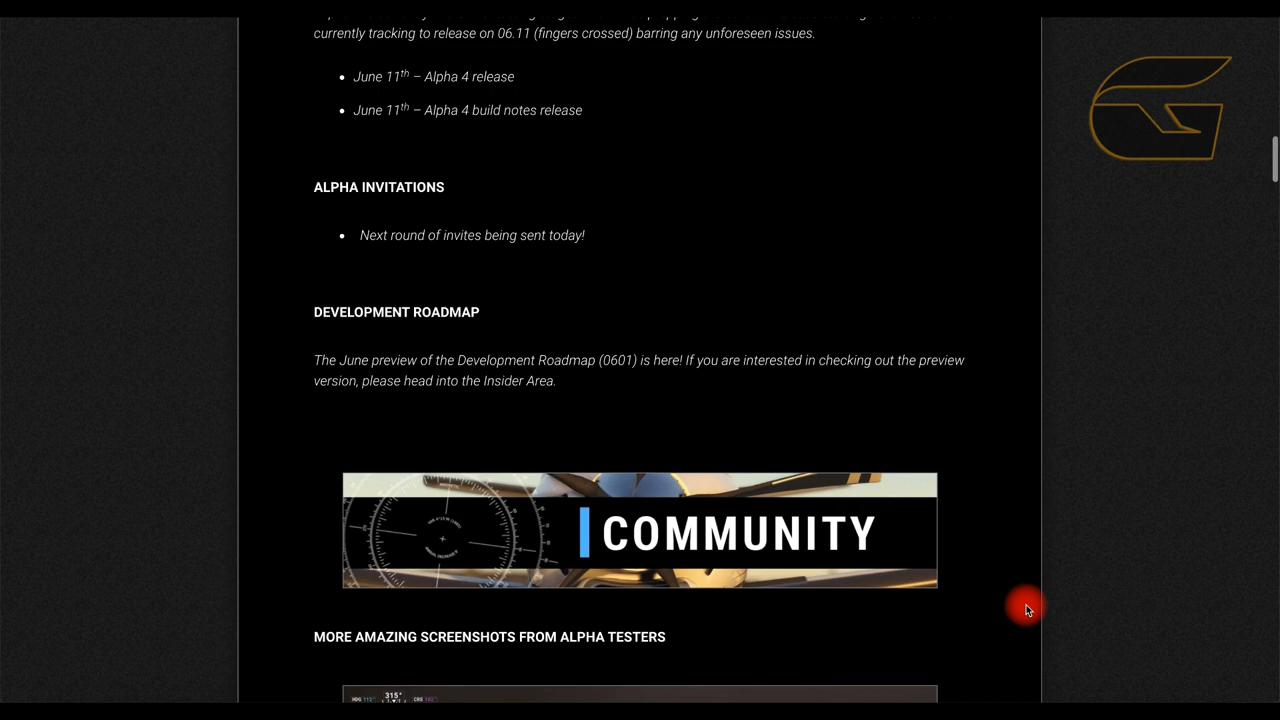 currently tracking to release on 06.11 (fingers crossed) barring any unforeseen issues.
• June 11th – Alpha 4 release
• June 11th – Alpha 4 build notes release
ALPHA INVITATIONS
• Next round of invites being sent today!
DEVELOPMENT ROADMAP
The June preview of the Development Roadmap (0601) is here! If you are interested in checking out the preview
version, please head into the Insider Area.
COMMUNITY
MORE AMAZING SCREENSHOTS FROM ALPHA TESTERS
315°